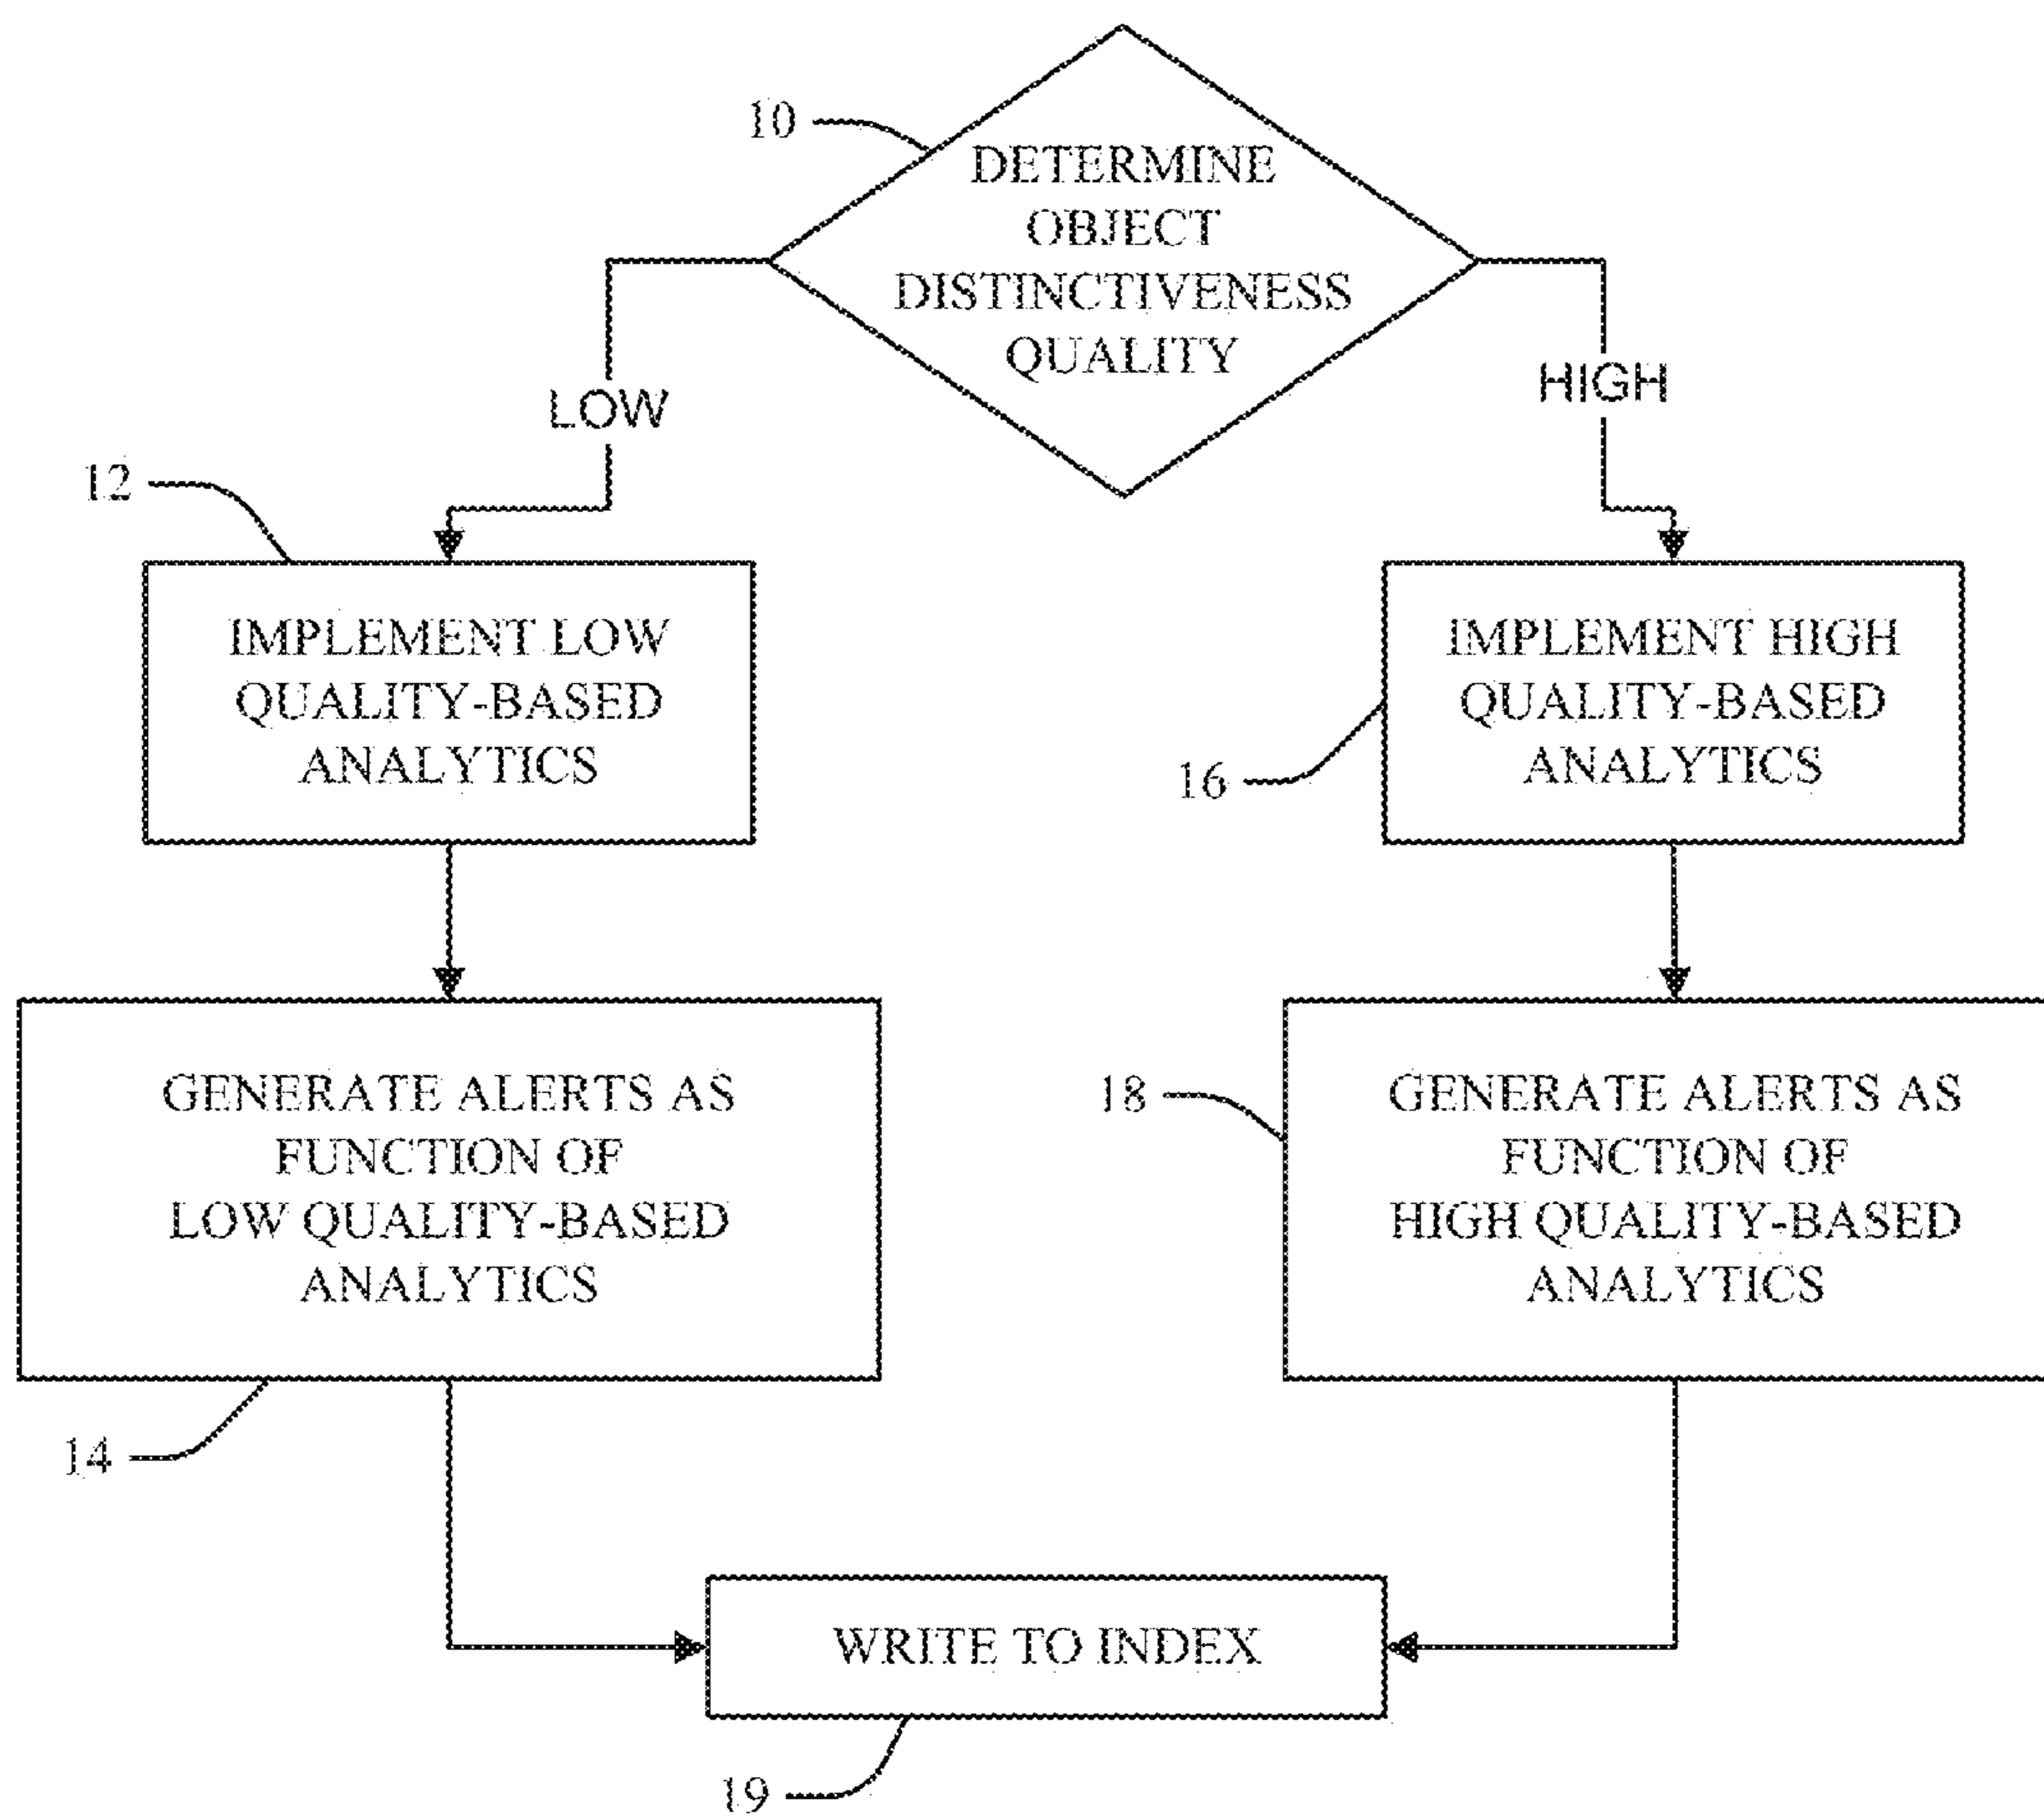 10
DETERMINE
OBJECT
DISTINCTIVENESS
QUALITY
LOW
HIGH
12
IMPLEMENT LOW
QUALITY-BASED
ANALYTICS
16
IMPLEMENT HIGH
QUALITY-BASED
ANALYTICS
GENERATE ALERTS AS
FUNCTION OF
LOW QUALITY-BASED
ANALYTICS
14
18
GENERATE ALERTS AS
FUNCTION OF
HIGH QUALITY-BASED
ANALYTICS
WRITE TO INDEX
19